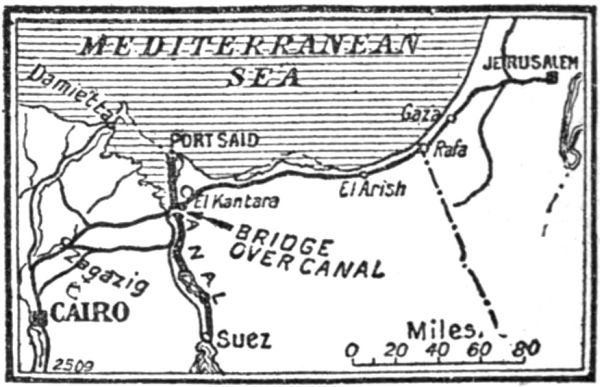 MEDITERRANEAN
SEA
JERUSALEM
Damietta
Gaza
PORT SAID
Rafa
El Arish
El Kantara
CANAL
BRIDGE
OVER CANAL
Zagazig
CAIRO
Suez
Miles.
0 20 40 60 80
2509